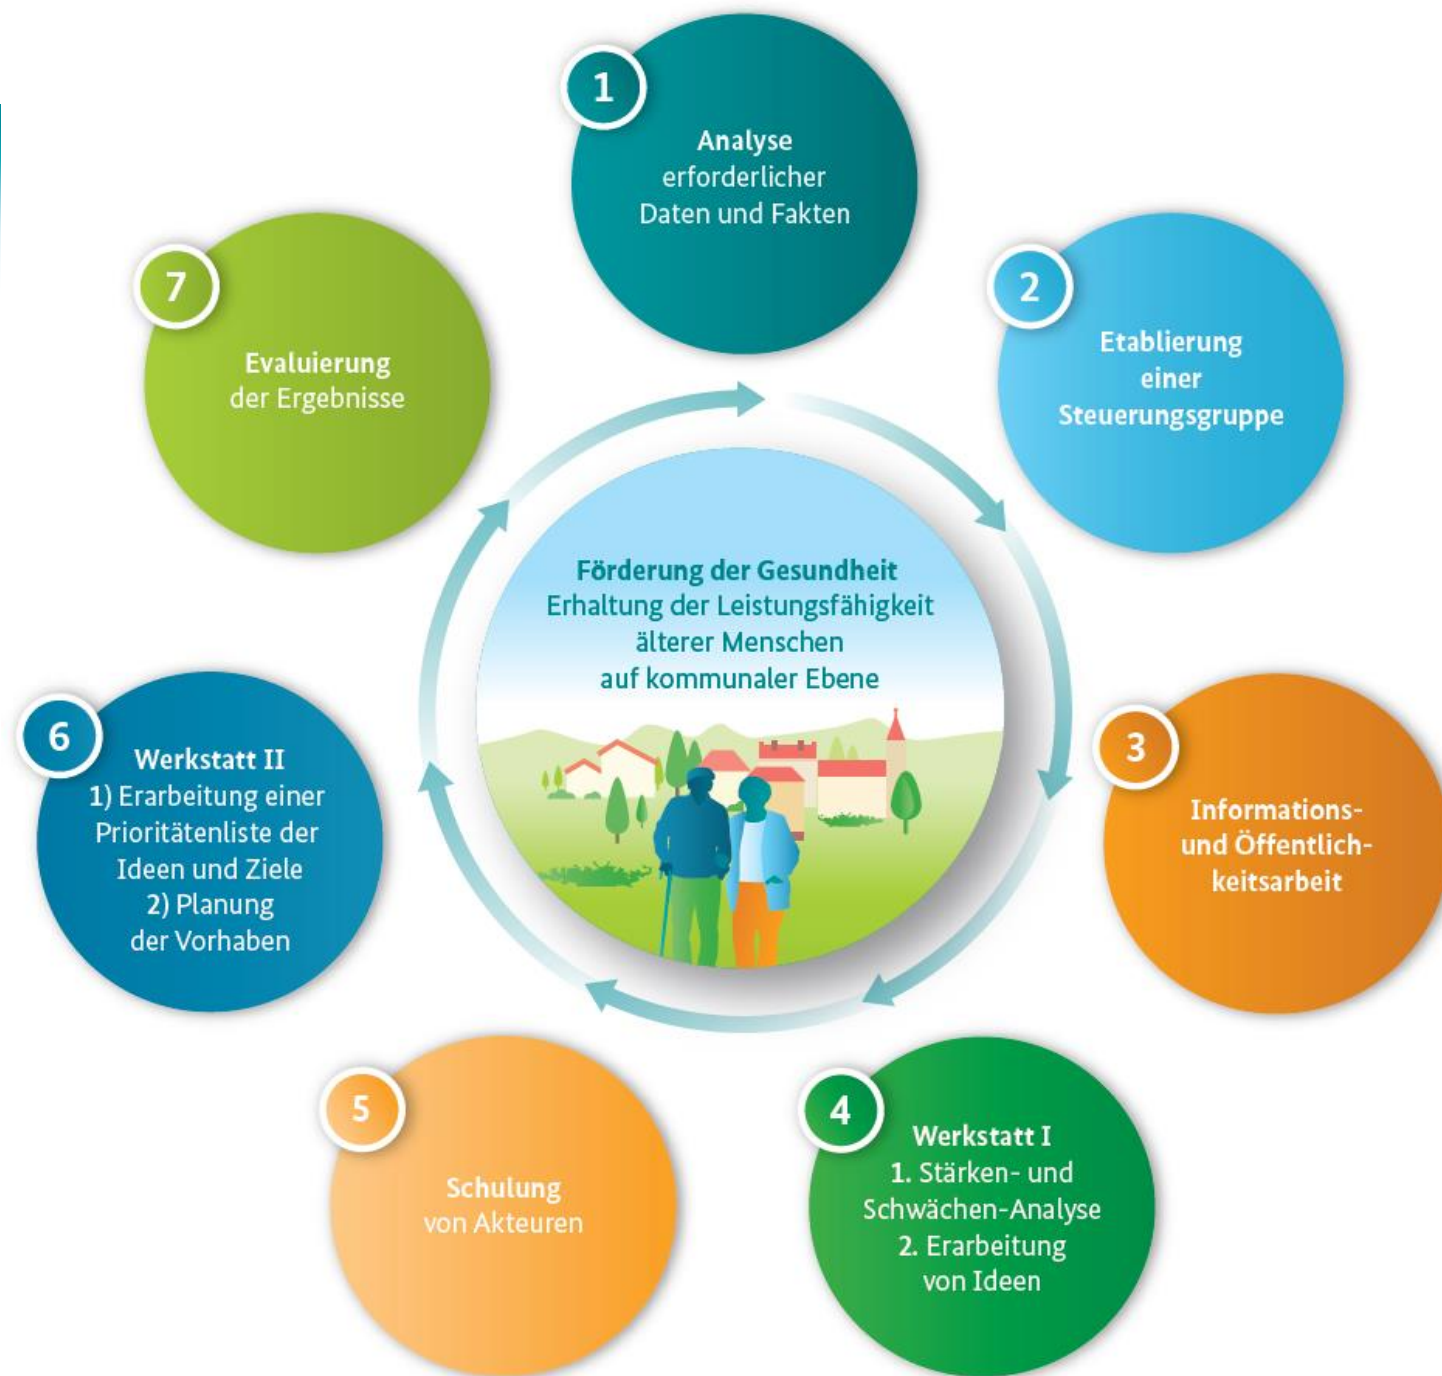 1
Analyse
erforderlicher
Daten und Fakten
2
Etablierung
einer
Steuerungsgruppe
3
Informations-
und Öffentlich-
keitsarbeit
4
Werkstatt I
1. Stärken- und
Schwächen-Analyse
2. Erarbeitung
von Ideen
5
Schulung
von Akteuren
6
Werkstatt II
1) Erarbeitung einer
Prioritätenliste der
Ideen und Ziele
2) Planung
der Vorhaben
7
Evaluierung
der Ergebnisse
Förderung der Gesundheit
Erhaltung der Leistungsfähigkeit
älterer Menschen
auf kommunaler Ebene